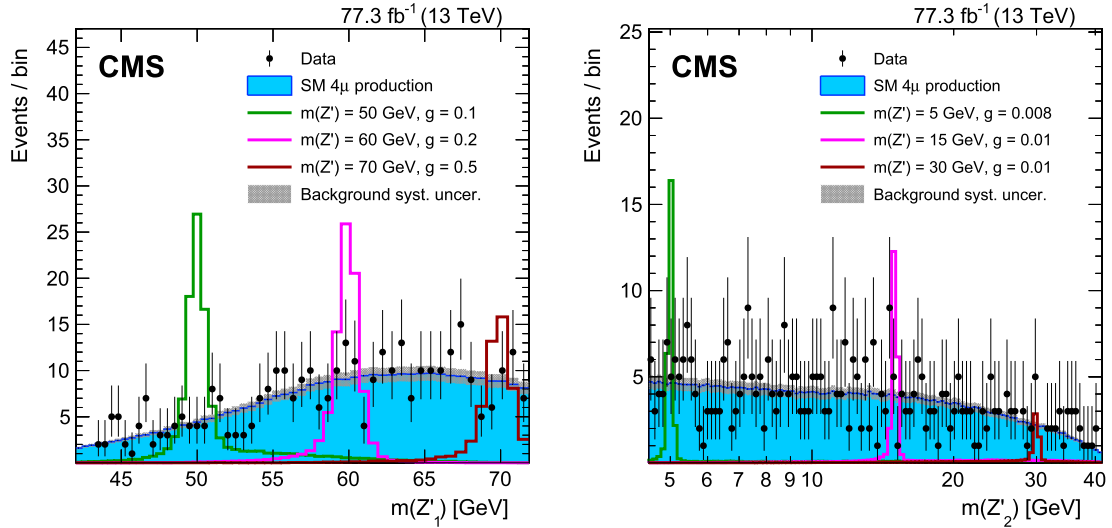 77.3 fb⁻¹ (13 TeV)
CMS
Data
SM 4μ production
m(Z') = 50 GeV, g = 0.1
m(Z') = 60 GeV, g = 0.2
m(Z') = 70 GeV, g = 0.5
Background syst. uncer.
Events / bin
45
40
35
30
25
20
15
10
5
45 50 55 60 65 70
m(Z'₁) [GeV]
77.3 fb⁻¹ (13 TeV)
CMS
Data
SM 4μ production
m(Z') = 5 GeV, g = 0.008
m(Z') = 15 GeV, g = 0.01
m(Z') = 30 GeV, g = 0.01
Background syst. uncer.
Events / bin
25
20
15
10
5
5 6 7 8 9 10 20 30 40
m(Z'₂) [GeV]